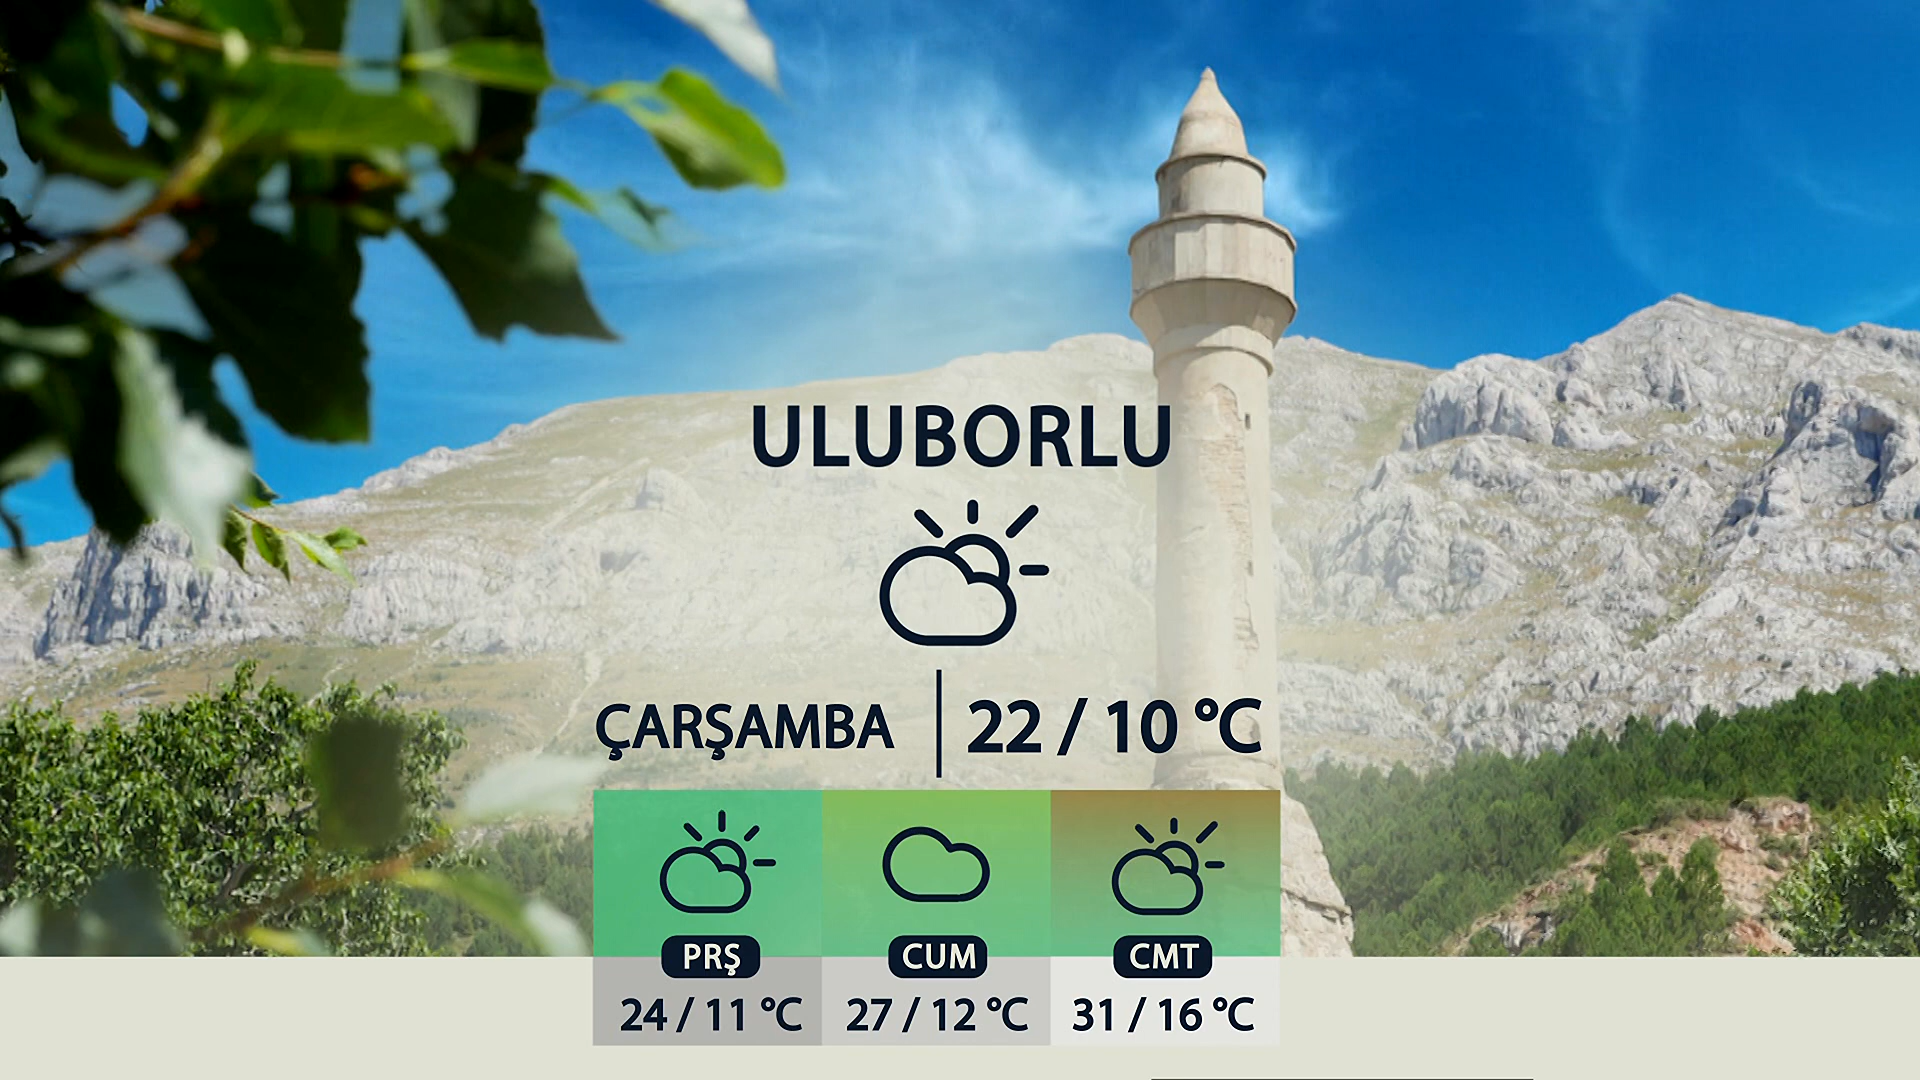 ULUBORLU
ÇARŞAMBA
22 / 10 °C
PRŞ
CUM
CMT
24 / 11 °C
27 / 12 °C
31 / 16 °C